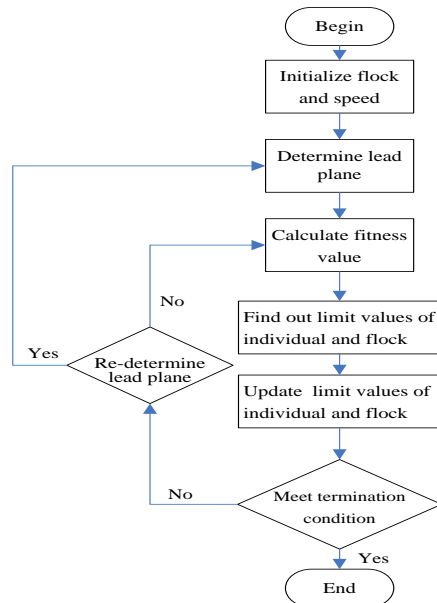 Begin
Initialize flock
and speed
Determine lead
plane
Calculate fitness
value
No
Find out limit values of
individual and flock
Yes
Re-determine
lead plane
Update limit values of
individual and flock
No
Meet termination
condition
Yes
End